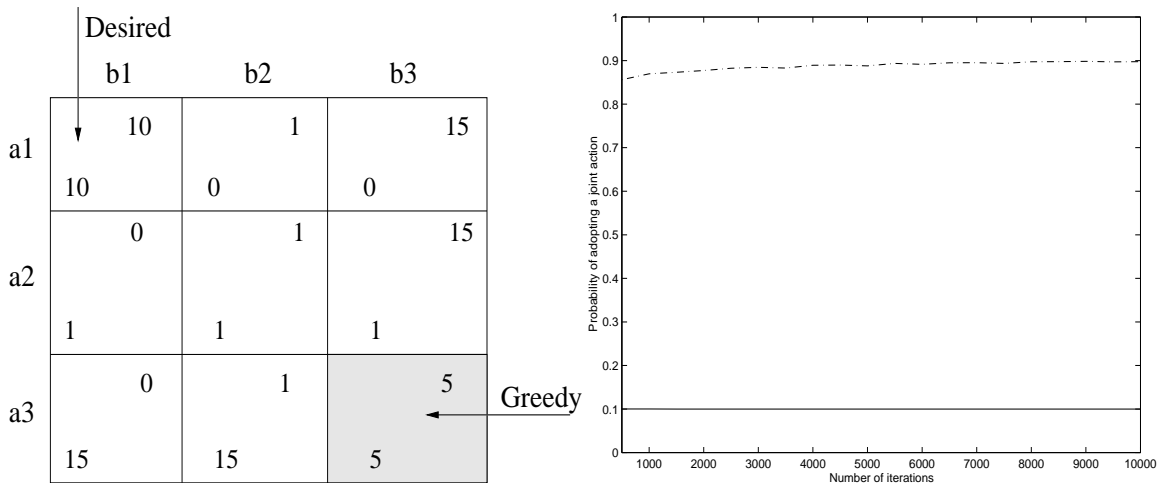 Desired
b1 b2 b3
a1
10 1 15
10 0 0
a2
0 1 15
1 1 1
a3
0 1 5
Greedy
15 15 5
1
0.9
0.8
0.7
0.6
0.5
0.4
0.3
0.2
0.1
0
Probability of adopting a joint action
1000 2000 3000 4000 5000 6000 7000 8000 9000 10000
Number of iterations